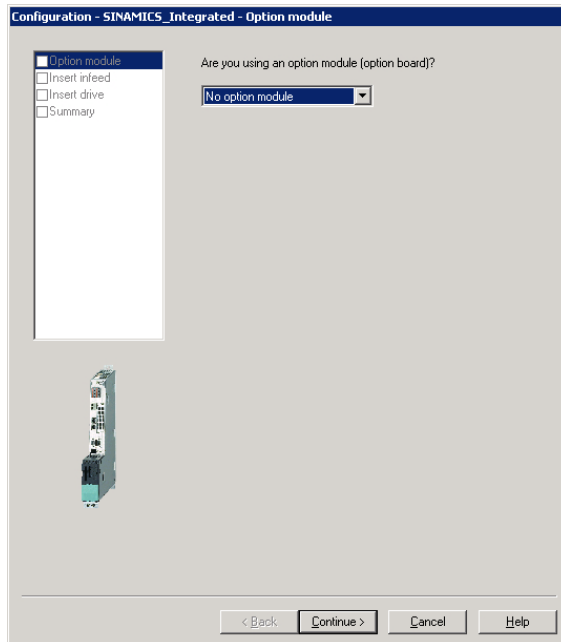 Configuration - SINAMICS_Integrated - Option module
Option module
Insert infeed
Insert drive
Summary
Are you using an option module (option board)?
No option module
< Back
Continue >
Cancel
Help